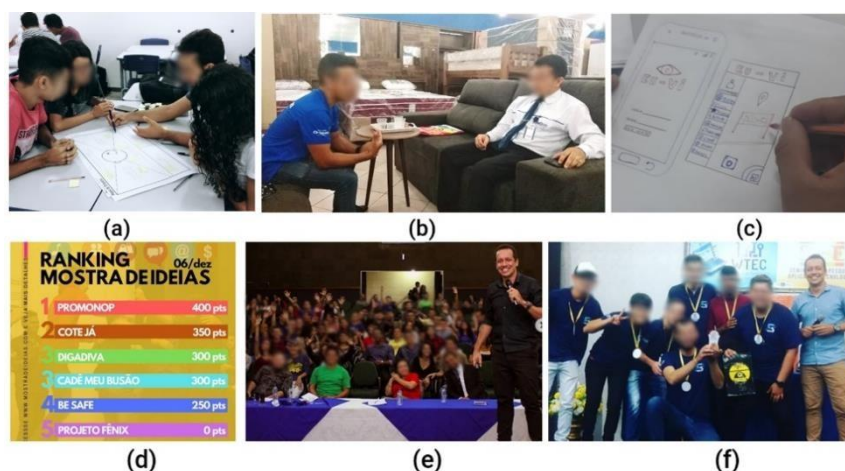 (a)
(b)
(c)
RANKING 06/dez
MOSTRA DE IDEIAS
1 PROMONOP 400 pts
2 COTE JÁ 350 pts
3 DIGADIVA 300 pts
3 CADÊ MEU BUSÃO 300 pts
4 BE SAFE 250 pts
5 PROJETO FÊNIX 0 pts
(d)
(e)
(f)